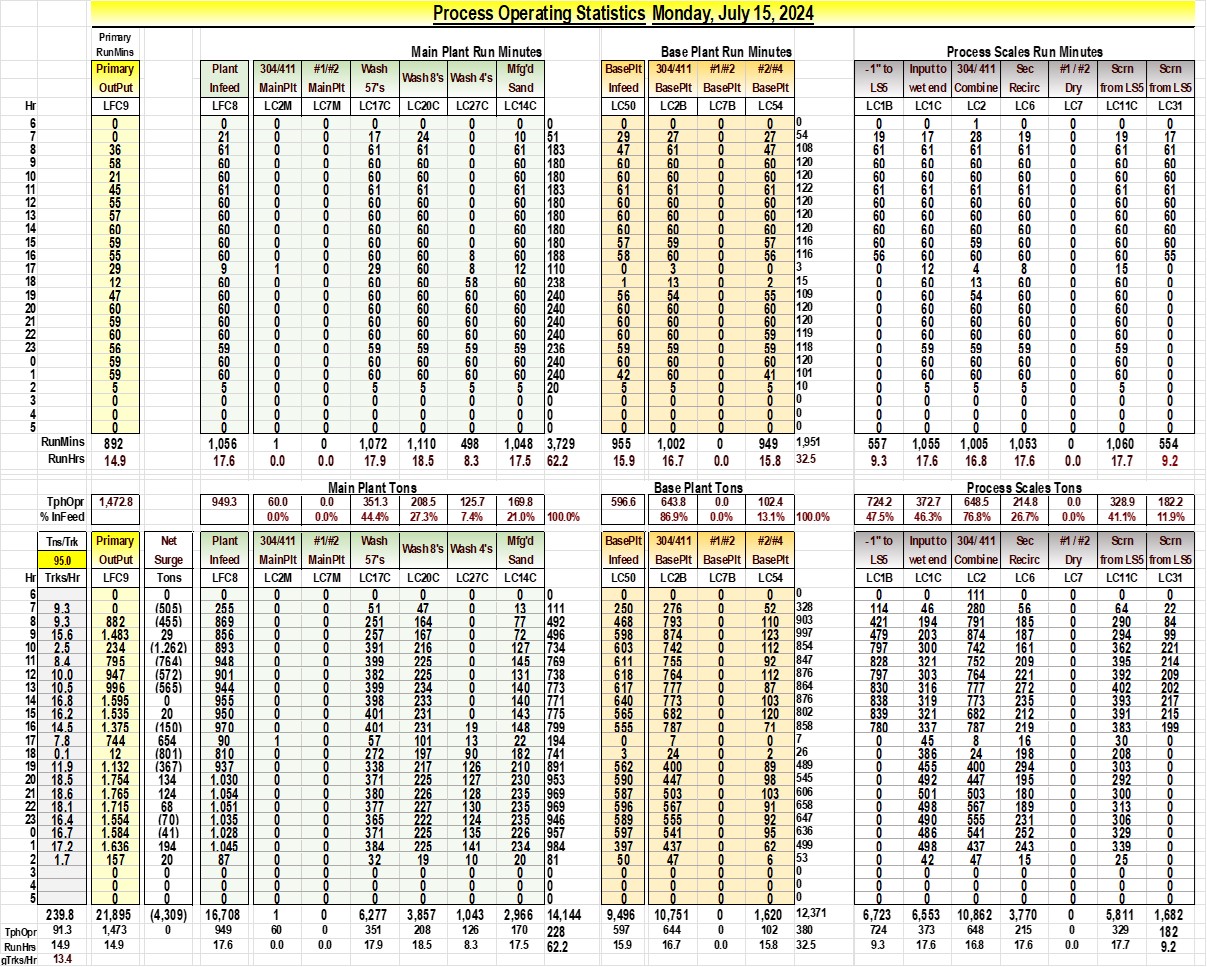 Process Operating Statistics Monday, July 15, 2024
Primary
RunMins Main Plant Run Minutes Base Plant Run Minutes Process Scales Run Minutes
Primary Plant 304/411 #1/#2 Wash Wash 8's Wash 4's Mfg'd BasePlt 304/411 #1/#2 #2/#4 -1" to Input to 304/ 411 Sec #1 / #2 Scrn Scrn
OutPut Infeed MainPlt MainPlt 57's Sand Infeed BasePlt BasePlt BasePlt LS5 wet end Combine Recirc Dry from LS5 from LS5
Hr LFC9 LFC8 LC2M LC7M LC17C LC20C LC27C LC14C LC50 LC2B LC7B LC54 LC1B LC1C LC2 LC6 LC7 LC11C LC31
6 0 0 0 0 0 0 0 0 0 0 0 0 0 0 0 0 1 0 0 0 0
7 0 21 0 0 17 24 0 10 51 29 27 0 27 54 19 17 28 19 0 19 17
8 36 61 0 0 61 61 0 61 183 47 61 0 47 108 61 61 61 61 0 61 61
9 58 60 0 0 60 60 0 60 180 60 60 0 60 120 60 60 60 60 0 60 60
10 21 60 0 0 60 60 0 60 180 60 60 0 60 120 60 60 60 60 0 60 60
11 45 61 0 0 61 61 0 61 183 61 61 0 61 122 61 61 61 61 0 61 61
12 55 60 0 0 60 60 0 60 180 60 60 0 60 120 60 60 60 60 0 60 60
13 57 60 0 0 60 60 0 60 180 60 60 0 60 120 60 60 60 60 0 60 60
14 60 60 0 0 60 60 0 60 180 60 60 0 60 120 60 60 60 60 0 60 60
15 59 60 0 0 60 60 0 60 180 57 59 0 57 116 60 60 59 60 0 60 60
16 55 60 0 0 60 60 8 60 188 58 60 0 56 116 56 60 60 60 0 60 55
17 29 9 1 0 29 60 8 12 110 0 3 0 0 3 0 12 4 8 0 15 0
18 12 60 0 0 60 60 58 60 238 1 13 0 2 15 0 60 13 60 0 60 0
19 47 60 0 0 60 60 60 60 240 56 54 0 55 109 0 60 54 60 0 60 0
20 60 60 0 0 60 60 60 60 240 60 60 0 60 120 0 60 60 60 0 60 0
21 59 60 0 0 60 60 60 60 240 60 60 0 60 120 0 60 60 60 0 60 0
22 60 60 0 0 60 60 60 60 240 60 60 0 59 119 0 60 60 60 0 60 0
23 56 59 0 0 59 59 59 59 236 59 59 0 59 118 0 59 59 59 0 59 0
0 59 60 0 0 60 60 60 60 240 60 60 0 60 120 0 60 60 60 0 60 0
1 59 60 0 0 60 60 60 60 240 42 60 0 41 101 0 60 60 60 0 60 0
2 5 5 0 0 5 5 5 5 20 5 5 0 5 10 0 5 5 5 0 5 0
3 0 0 0 0 0 0 0 0 0 0 0 0 0 0 0 0 0 0 0 0 0
4 0 0 0 0 0 0 0 0 0 0 0 0 0 0 0 0 0 0 0 0 0
5 0 0 0 0 0 0 0 0 0 0 0 0 0 0 0 0 0 0 0 0 0
RunMins 892 1,056 1 0 1,072 1,110 498 1,048 3,729 955 1,002 0 949 1,951 557 1,055 1,005 1,053 0 1,060 554
RunHrs 14.9 17.6 0.0 0.0 17.9 18.5 8.3 17.5 62.2 15.9 16.7 0.0 15.8 32.5 9.3 17.6 16.8 17.6 0.0 17.7 9.2
Main Plant Tons Base Plant Tons Process Scales Tons
TphOpr 1,472.8 949.3 60.0 0.0 351.3 208.5 125.7 169.8 596.6 643.8 0.0 102.4 724.2 372.7 648.5 214.8 0.0 328.9 182.2
% InFeed 0.0% 0.0% 44.4% 27.3% 7.4% 21.0% 100.0% 86.9% 0.0% 13.1% 100.0% 47.5% 46.3% 76.8% 26.7% 0.0% 41.1% 11.9%
Tns/Trk Primary Net Plant 304/411 #1/#2 Wash Wash 8's Wash 4's Mfg'd BasePlt 304/411 #1/#2 #2/#4 -1" to Input to 304/ 411 Sec #1 / #2 Scrn Scrn
95.0 OutPut Surge Infeed MainPlt MainPlt 57's Sand Infeed BasePlt BasePlt BasePlt LS5 wet end Combine Recirc Dry from LS5 from LS5
Hr Trks/Hr LFC9 Tons LFC8 LC2M LC7M LC17C LC20C LC27C LC14C LC50 LC2B LC7B LC54 LC1B LC1C LC2 LC6 LC7 LC11C LC31
6 0 0 0 0 0 0 0 0 0 0 0 0 0 0 0 0 111 0 0 0 0
7 9.3 0 (505) 255 0 0 51 47 0 13 111 250 276 0 52 328 114 46 280 56 0 64 22
8 9.3 882 (455) 869 0 0 251 164 0 77 492 468 793 0 110 903 421 194 791 185 0 290 84
9 15.6 1,483 29 856 0 0 257 167 0 72 496 598 874 0 123 997 479 203 874 187 0 294 99
10 2.5 234 (1,262) 893 0 0 391 216 0 127 734 603 742 0 112 854 797 300 742 161 0 362 221
11 8.4 795 (764) 948 0 0 399 225 0 145 769 611 755 0 92 847 828 321 752 209 0 395 214
12 10.0 947 (572) 901 0 0 382 225 0 131 738 618 764 0 112 876 797 303 764 221 0 392 209
13 10.5 996 (565) 944 0 0 399 234 0 140 773 617 777 0 87 864 830 316 777 272 0 402 202
14 16.8 1,595 0 955 0 0 398 233 0 140 771 640 773 0 103 876 838 319 773 235 0 393 217
15 16.2 1,535 20 950 0 0 401 231 0 143 775 565 682 0 120 802 839 321 682 212 0 391 215
16 14.5 1,375 (150) 970 0 0 401 231 19 148 799 555 787 0 71 858 780 337 787 219 0 383 199
17 7.8 744 654 90 1 0 57 101 13 22 194 0 7 0 0 7 0 45 8 16 0 30 0
18 0.1 12 (801) 810 0 0 272 197 90 182 741 3 24 0 2 26 0 386 24 198 0 208 0
19 11.9 1,132 (367) 937 0 0 338 217 126 210 891 562 400 0 89 489 0 455 400 294 0 303 0
20 18.5 1,754 134 1,030 0 0 371 225 127 230 953 590 447 0 98 545 0 492 447 195 0 292 0
21 18.6 1,765 124 1,054 0 0 380 226 128 235 969 587 503 0 103 606 0 501 503 180 0 300 0
22 18.1 1,715 68 1,051 0 0 377 227 130 235 969 596 567 0 91 658 0 498 567 189 0 313 0
23 16.4 1,554 (70) 1,035 0 0 365 222 124 235 946 589 555 0 92 647 0 490 555 231 0 306 0
0 16.7 1,584 (41) 1,028 0 0 371 225 135 226 957 597 541 0 95 636 0 486 541 252 0 329 0
1 17.2 1,636 194 1,045 0 0 384 225 141 234 984 397 437 0 62 499 0 498 437 243 0 339 0
2 1.7 157 20 87 0 0 32 19 10 20 81 50 47 0 6 53 0 42 47 15 0 25 0
3 0 0 0 0 0 0 0 0 0 0 0 0 0 0 0 0 0 0 0 0 0 0
4 0 0 0 0 0 0 0 0 0 0 0 0 0 0 0 0 0 0 0 0 0 0
5 0 0 0 0 0 0 0 0 0 0 0 0 0 0 0 0 0 0 0 0 0 0
239.8 21,895 (4,309) 16,708 1 0 6,277 3,857 1,043 2,966 14,144 9,496 10,751 0 1,620 12,371 6,723 6,553 10,862 3,770 0 5,811 1,682
TphOpr 91.3 1,473 0 949 60 0 351 208 126 170 228 597 644 0 102 380 724 373 648 215 0 329 182
RunHrs 14.9 14.9 17.6 0.0 0.0 17.9 18.5 8.3 17.5 62.2 15.9 16.7 0.0 15.8 32.5 9.3 17.6 16.8 17.6 0.0 17.7 9.2
gTrks/Hr 13.4